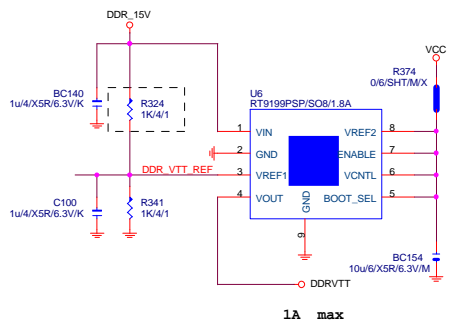 DDR_15V
VCC
BC140
1u/4/X5R/6.3V/K
R324
1K/4/1
U6
RT9199PSP/SO8/1.8A
R374
0/6/SHT/M/X
1 VIN VREF2 8
2 GND ENABLE 7
DDR_VTT_REF 3 VREF1 VCNTL 6
4 VOUT BOOT_SEL 5
GND
9
C100
1u/4/X5R/6.3V/K
R341
1K/4/1
BC154
10u/6/X5R/6.3V/M
DDRVTT
1A max